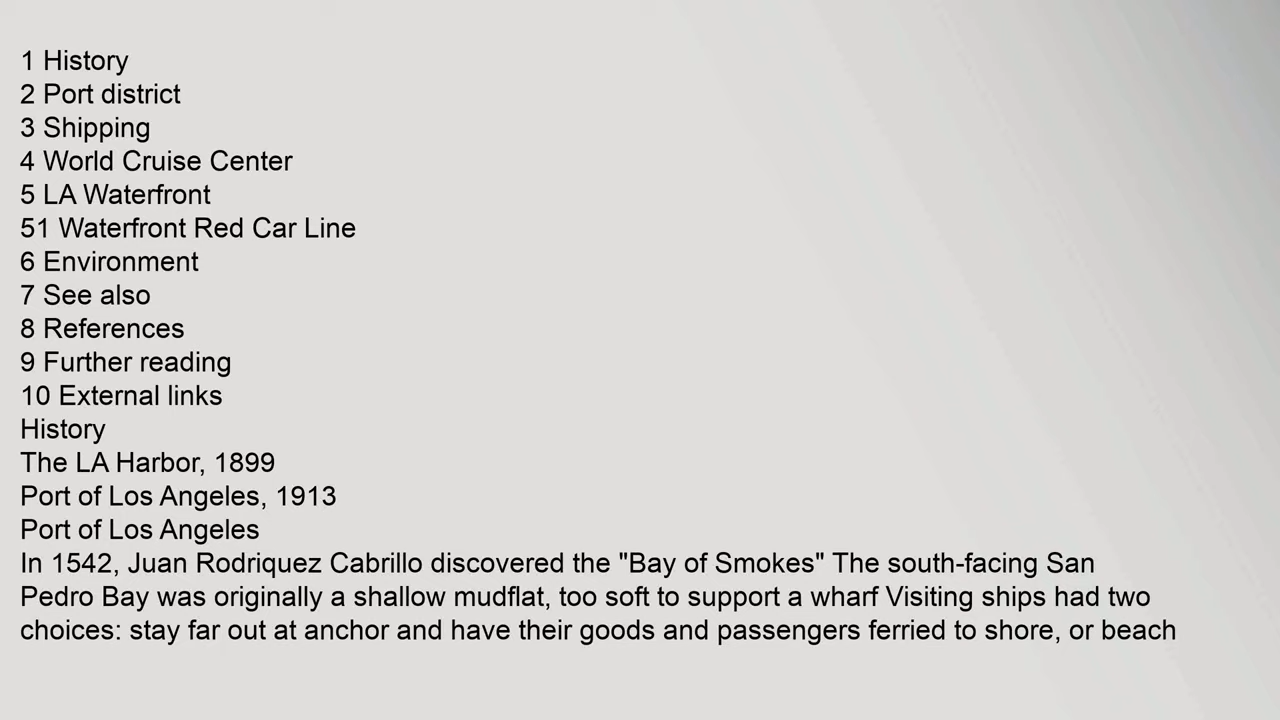 1 History
2 Port district
3 Shipping
4 World Cruise Center
5 LA Waterfront
51 Waterfront Red Car Line
6 Environment
7 See also
8 References
9 Further reading
10 External links
History
The LA Harbor, 1899
Port of Los Angeles, 1913
Port of Los Angeles
In 1542, Juan Rodriquez Cabrillo discovered the "Bay of Smokes" The south-facing San
Pedro Bay was originally a shallow mudflat, too soft to support a wharf Visiting ships had two
choices: stay far out at anchor and have their goods and passengers ferried to shore, or beach